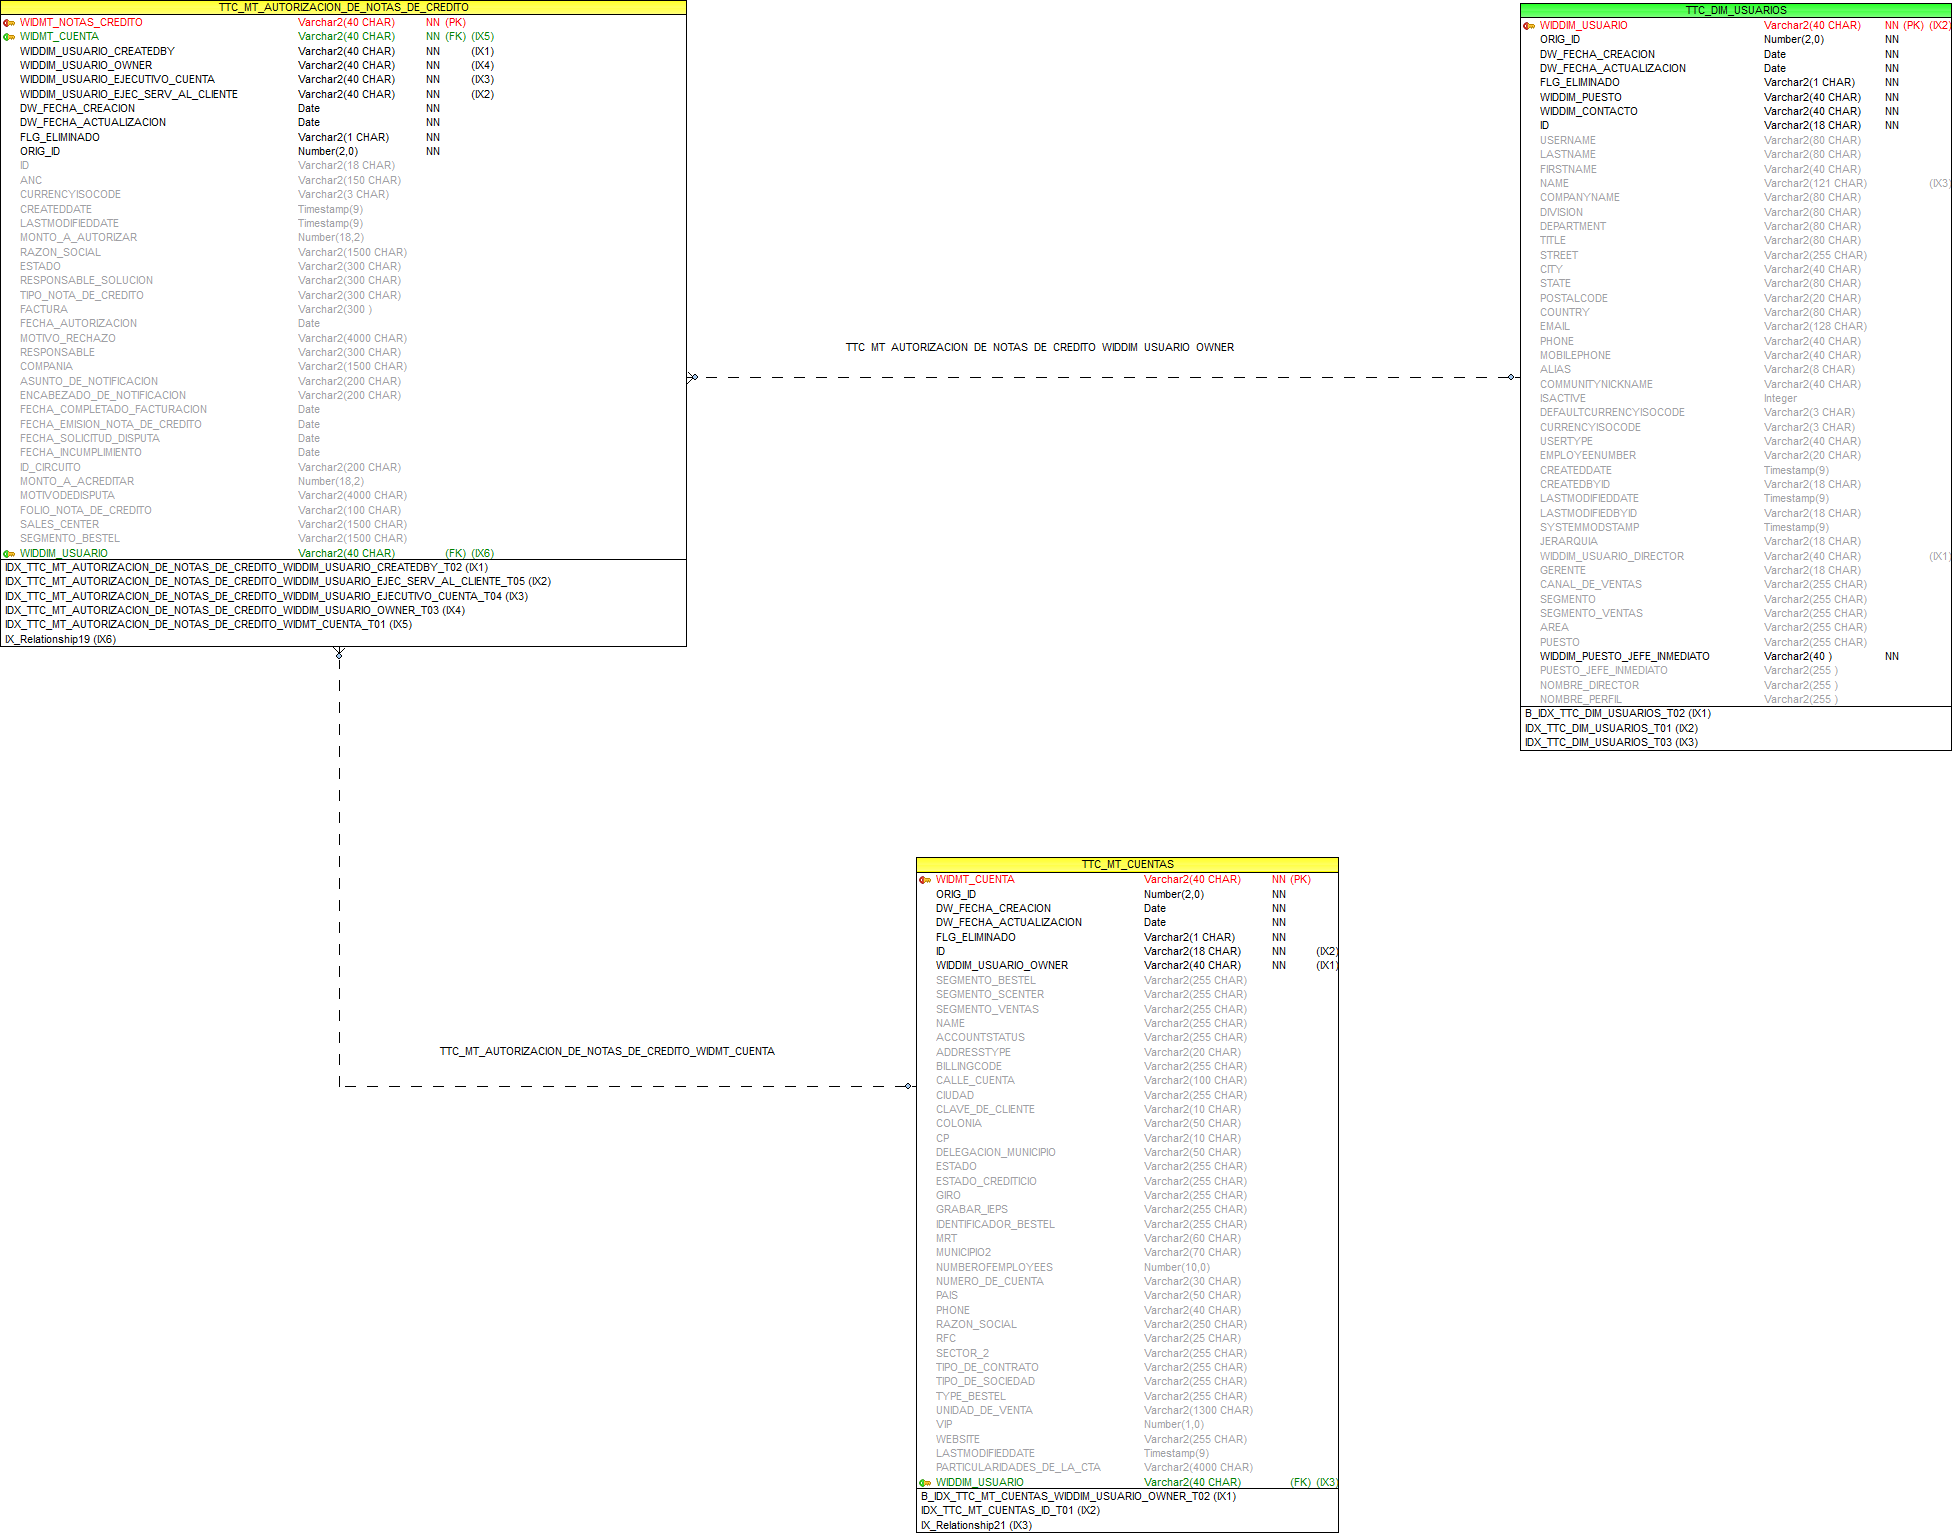 TTC_MT_AUTORIZACION_DE_NOTAS_DE_CREDITO
WIDMT_NOTAS_CREDITO Varchar2(40 CHAR) NN (PK)
WIDMT_CUENTA Varchar2(40 CHAR) NN (FK) (IX5)
WIDDIM_USUARIO_CREATEDBY Varchar2(40 CHAR) NN (IX1)
WIDDIM_USUARIO_OWNER Varchar2(40 CHAR) NN (IX4)
WIDDIM_USUARIO_EJECUTIVO_CUENTA Varchar2(40 CHAR) NN (IX3)
WIDDIM_USUARIO_EJEC_SERV_AL_CLIENTE Varchar2(40 CHAR) NN (IX2)
DW_FECHA_CREACION Date NN
DW_FECHA_ACTUALIZACION Date NN
FLG_ELIMINADO Varchar2(1 CHAR) NN
ORIG_ID Number(2,0) NN
ID Varchar2(18 CHAR)
ANC Varchar2(150 CHAR)
CURRENCYISOCODE Varchar2(3 CHAR)
CREATEDDATE Timestamp(9)
LASTMODIFIEDDATE Timestamp(9)
MONTO_A_AUTORIZAR Number(18,2)
RAZON_SOCIAL Varchar2(1500 CHAR)
ESTADO Varchar2(300 CHAR)
RESPONSABLE_SOLUCION Varchar2(300 CHAR)
TIPO_NOTA_DE_CREDITO Varchar2(300 CHAR)
FACTURA Varchar2(300 )
FECHA_AUTORIZACION Date
MOTIVO_RECHAZO Varchar2(4000 CHAR)
RESPONSABLE Varchar2(300 CHAR)
COMPANIA Varchar2(1500 CHAR)
ASUNTO_DE_NOTIFICACION Varchar2(200 CHAR)
ENCABEZADO_DE_NOTIFICACION Varchar2(200 CHAR)
FECHA_COMPLETADO_FACTURACION Date
FECHA_EMISION_NOTA_DE_CREDITO Date
FECHA_SOLICITUD_DISPUTA Date
FECHA_INCUMPLIMIENTO Date
ID_CIRCUITO Varchar2(200 CHAR)
MONTO_A_ACREDITAR Number(18,2)
MOTIVODEDISPUTA Varchar2(4000 CHAR)
FOLIO_NOTA_DE_CREDITO Varchar2(100 CHAR)
SALES_CENTER Varchar2(1500 CHAR)
SEGMENTO_BESTEL Varchar2(1500 CHAR)
WIDDIM_USUARIO Varchar2(40 CHAR) (FK) (IX6)
IDX_TTC_MT_AUTORIZACION_DE_NOTAS_DE_CREDITO_WIDDIM_USUARIO_CREATEDBY_T02 (IX1)
IDX_TTC_MT_AUTORIZACION_DE_NOTAS_DE_CREDITO_WIDDIM_USUARIO_EJEC_SERV_AL_CLIENTE_T05 (IX2)
IDX_TTC_MT_AUTORIZACION_DE_NOTAS_DE_CREDITO_WIDDIM_USUARIO_EJECUTIVO_CUENTA_T04 (IX3)
IDX_TTC_MT_AUTORIZACION_DE_NOTAS_DE_CREDITO_WIDDIM_USUARIO_OWNER_T03 (IX4)
IDX_TTC_MT_AUTORIZACION_DE_NOTAS_DE_CREDITO_WIDMT_CUENTA_T01 (IX5)
IX_Relationship19 (IX6)
TTC_MT_AUTORIZACION_DE_NOTAS_DE_CREDITO_WIDDIM_USUARIO_OWNER
TTC_DIM_USUARIOS
WIDDIM_USUARIO Varchar2(40 CHAR) NN (PK) (IX2)
ORIG_ID Number(2,0) NN
DW_FECHA_CREACION Date NN
DW_FECHA_ACTUALIZACION Date NN
FLG_ELIMINADO Varchar2(1 CHAR) NN
WIDDIM_PUESTO Varchar2(40 CHAR) NN
WIDDIM_CONTACTO Varchar2(40 CHAR) NN
ID Varchar2(18 CHAR) NN
USERNAME Varchar2(80 CHAR)
LASTNAME Varchar2(80 CHAR)
FIRSTNAME Varchar2(40 CHAR)
NAME Varchar2(121 CHAR) (IX3)
COMPANYNAME Varchar2(80 CHAR)
DIVISION Varchar2(80 CHAR)
DEPARTMENT Varchar2(80 CHAR)
TITLE Varchar2(80 CHAR)
STREET Varchar2(255 CHAR)
CITY Varchar2(40 CHAR)
STATE Varchar2(80 CHAR)
POSTALCODE Varchar2(20 CHAR)
COUNTRY Varchar2(80 CHAR)
EMAIL Varchar2(128 CHAR)
PHONE Varchar2(40 CHAR)
MOBILEPHONE Varchar2(40 CHAR)
ALIAS Varchar2(8 CHAR)
COMMUNITYNICKNAME Varchar2(40 CHAR)
ISACTIVE Integer
DEFAULTCURRENCYISOCODE Varchar2(3 CHAR)
CURRENCYISOCODE Varchar2(3 CHAR)
USERTYPE Varchar2(40 CHAR)
EMPLOYEENUMBER Varchar2(20 CHAR)
CREATEDDATE Timestamp(9)
CREATEDBYID Varchar2(18 CHAR)
LASTMODIFIEDDATE Timestamp(9)
LASTMODIFIEDBYID Varchar2(18 CHAR)
SYSTEMMODSTAMP Timestamp(9)
JERARQUIA Varchar2(18 CHAR)
WIDDIM_USUARIO_DIRECTOR Varchar2(40 CHAR) (IX1)
GERENTE Varchar2(18 CHAR)
CANAL_DE_VENTAS Varchar2(255 CHAR)
SEGMENTO Varchar2(255 CHAR)
SEGMENTO_VENTAS Varchar2(255 CHAR)
AREA Varchar2(255 CHAR)
PUESTO Varchar2(255 CHAR)
WIDDIM_PUESTO_JEFE_INMEDIATO Varchar2(40 ) NN
PUESTO_JEFE_INMEDIATO Varchar2(255 )
NOMBRE_DIRECTOR Varchar2(255 )
NOMBRE_PERFIL Varchar2(255 )
B_IDX_TTC_DIM_USUARIOS_T02 (IX1)
IDX_TTC_DIM_USUARIOS_T01 (IX2)
IDX_TTC_DIM_USUARIOS_T03 (IX3)
TTC_MT_AUTORIZACION_DE_NOTAS_DE_CREDITO_WIDMT_CUENTA
TTC_MT_CUENTAS
WIDMT_CUENTA Varchar2(40 CHAR) NN (PK)
ORIG_ID Number(2,0) NN
DW_FECHA_CREACION Date NN
DW_FECHA_ACTUALIZACION Date NN
FLG_ELIMINADO Varchar2(1 CHAR) NN
ID Varchar2(18 CHAR) NN (IX2)
WIDDIM_USUARIO_OWNER Varchar2(40 CHAR) NN (IX1)
SEGMENTO_BESTEL Varchar2(255 CHAR)
SEGMENTO_SCENTER Varchar2(255 CHAR)
SEGMENTO_VENTAS Varchar2(255 CHAR)
NAME Varchar2(255 CHAR)
ACCOUNTSTATUS Varchar2(255 CHAR)
ADDRESSTYPE Varchar2(20 CHAR)
BILLINGCODE Varchar2(255 CHAR)
CALLE_CUENTA Varchar2(100 CHAR)
CIUDAD Varchar2(255 CHAR)
CLAVE_DE_CLIENTE Varchar2(10 CHAR)
COLONIA Varchar2(50 CHAR)
CP Varchar2(10 CHAR)
DELEGACION_MUNICIPIO Varchar2(50 CHAR)
ESTADO Varchar2(255 CHAR)
ESTADO_CREDITICIO Varchar2(255 CHAR)
GIRO Varchar2(255 CHAR)
GRABAR_IEPS Varchar2(255 CHAR)
IDENTIFICADOR_BESTEL Varchar2(255 CHAR)
MRT Varchar2(60 CHAR)
MUNICIPIO2 Varchar2(70 CHAR)
NUMBEROFEMPLOYEES Number(10,0)
NUMERO_DE_CUENTA Varchar2(30 CHAR)
PAIS Varchar2(50 CHAR)
PHONE Varchar2(40 CHAR)
RAZON_SOCIAL Varchar2(250 CHAR)
RFC Varchar2(25 CHAR)
SECTOR_2 Varchar2(255 CHAR)
TIPO_DE_CONTRATO Varchar2(255 CHAR)
TIPO_DE_SOCIEDAD Varchar2(255 CHAR)
TYPE_BESTEL Varchar2(255 CHAR)
UNIDAD_DE_VENTA Varchar2(1300 CHAR)
VIP Number(1,0)
WEBSITE Varchar2(255 CHAR)
LASTMODIFIEDDATE Timestamp(9)
PARTICULARIDADES_DE_LA_CTA Varchar2(4000 CHAR)
WIDDIM_USUARIO Varchar2(40 CHAR) (FK) (IX3)
B_IDX_TTC_MT_CUENTAS_WIDDIM_USUARIO_OWNER_T02 (IX1)
IDX_TTC_MT_CUENTAS_ID_T01 (IX2)
IX_Relationship21 (IX3)